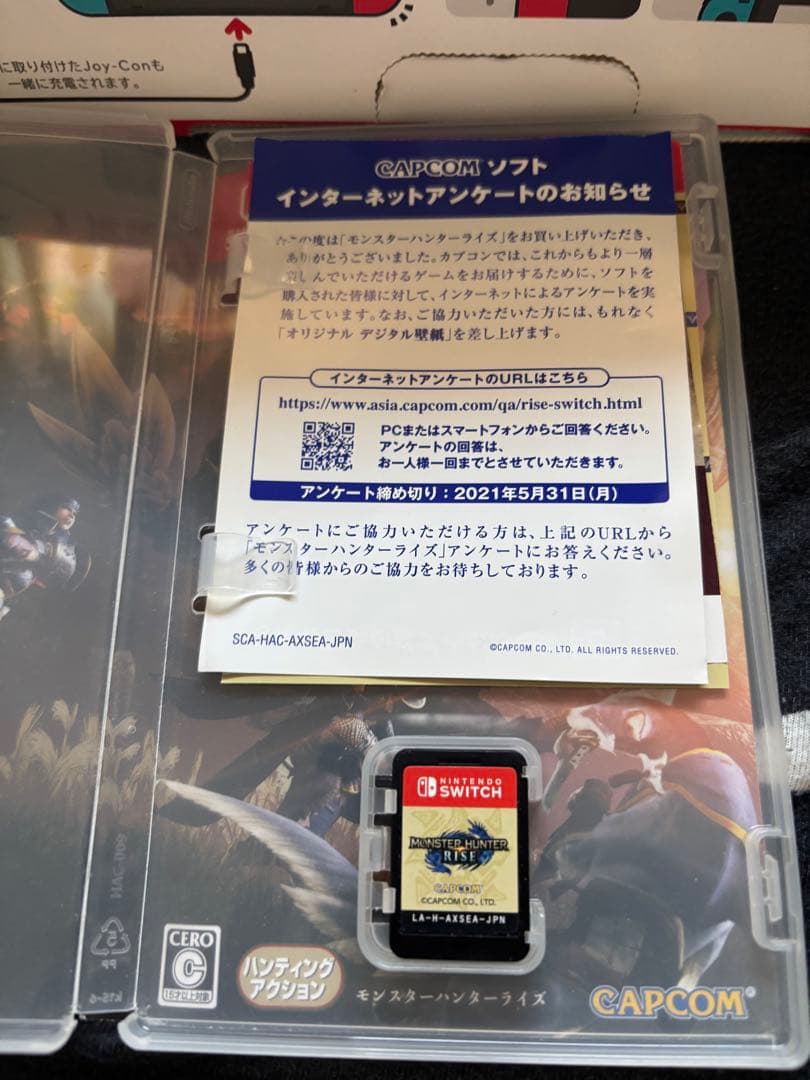 に取り付けたJoy-Conも
一緒に充電されます。
CAPCOM ソフト
インターネットアンケートのお知らせ
この度は「モンスターハンターライズ」をお買い上げいただき、
ありがとうございました。カプコンでは、これからもより一層
しんでいただけるゲームをお届けするために、ソフトを
購入された皆様に対して、インターネットによるアンケートを実
施しています。なお、ご協力いただいた方には、もれなく
「オリジナル デジタル壁紙」を差し上げます。
インターネットアンケートのURLはこちら
https://www.asia.capcom.com/qa/rise-switch.html
PCまたはスマートフォンからご回答ください。
アンケートの回答は、
お一人様一回までとさせていただきます。
アンケート締め切り：2021年5月31日(月)
アンケートにご協力いただける方は、上記のURLから
「モンスターハンターライズ」アンケートにお答えください。
多くの皆様からのご協力をお待ちしております。
SCA-HAC-AXSEA-JPN
©CAPCOM CO., LTD. ALL RIGHTS RESERVED.
NINTENDO
SWITCH
MONSTER HUNTER
RISE
CAPCOM
©CAPCOM CO., LTD.
LA-H-AXSEA-JPN
HAC-009
PP
CERO
C
15才以上対象
ハンティング
アクション
モンスターハンターライズ
CAPCOM